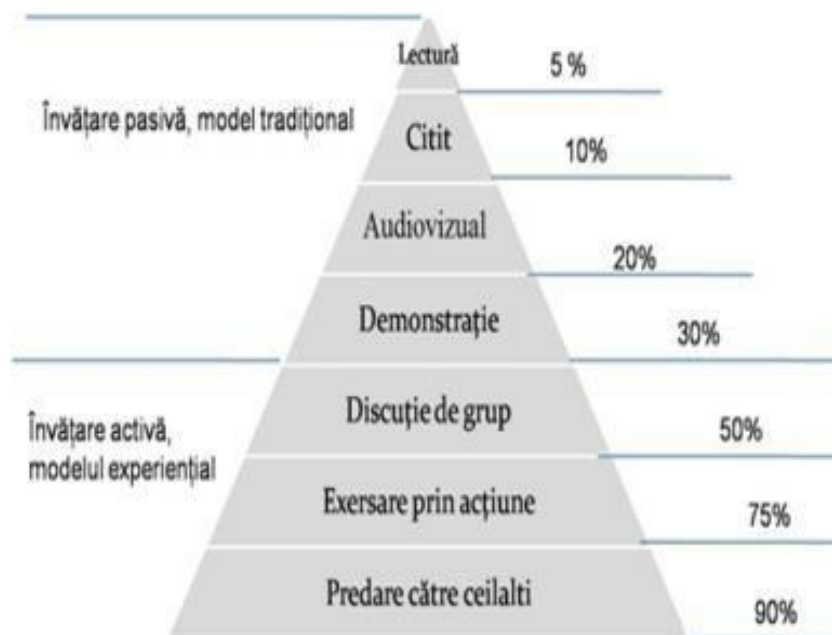 Lectură
5 %
Învățare pasivă, model tradițional
Citit
10%
Audiovizual
20%
Demonstrație
30%
Învățare activă,
modelul experiențial
Discuție de grup
50%
Exersare prin acțiune
75%
Predare către ceilalti
90%